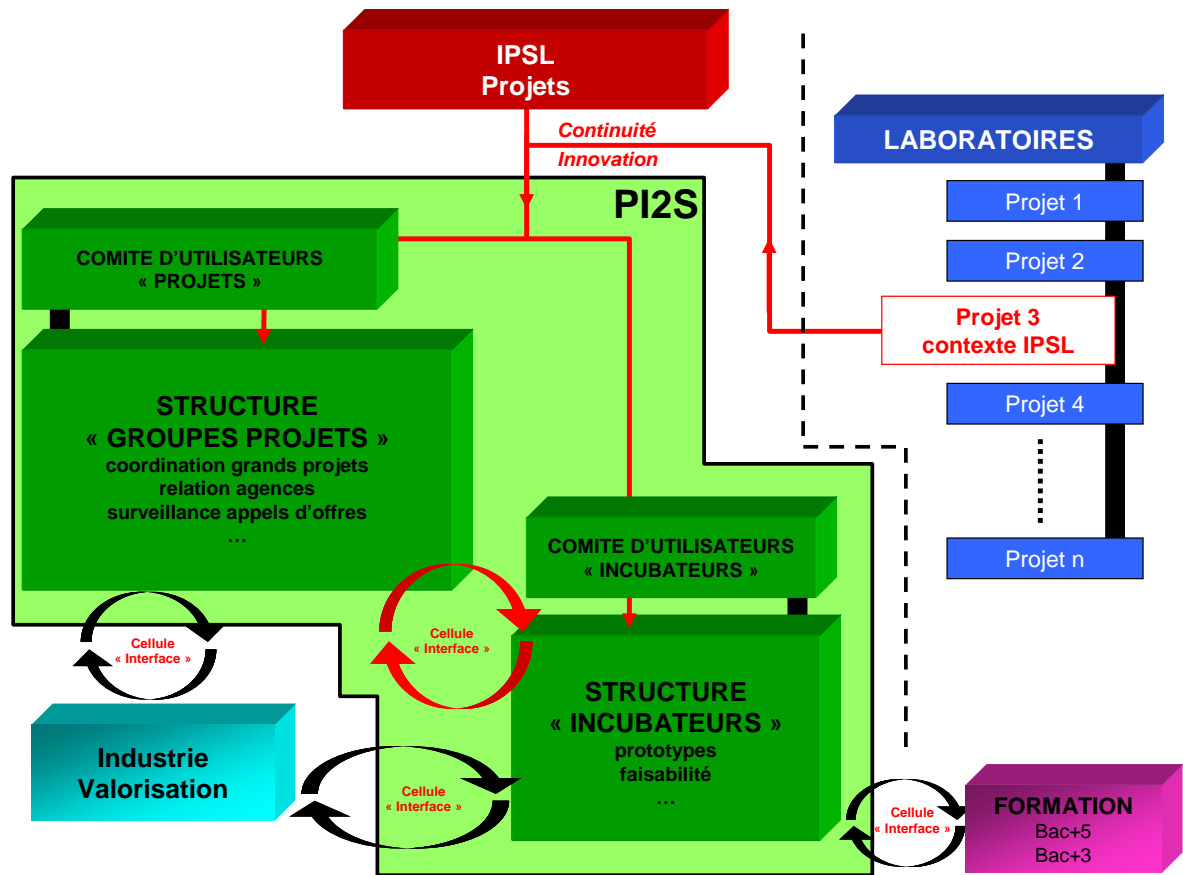 IPSL
Projets
Continuité
Innovation
LABORATOIRES
Projet 1
Projet 2
Projet 3
contexte IPSL
Projet 4
Projet n
PI2S
COMITE D'UTILISATEURS
« PROJETS »
STRUCTURE
« GROUPES PROJETS »
coordination grands projets
relation agences
surveillance appels d'offres
…
COMITE D'UTILISATEURS
« INCUBATEURS »
Cellule
« Interface »
Cellule
« Interface »
STRUCTURE
« INCUBATEURS »
prototypes
faisabilité
…
Industrie
Valorisation
Cellule
« Interface »
Cellule
« Interface »
FORMATION
Bac+5
Bac+3